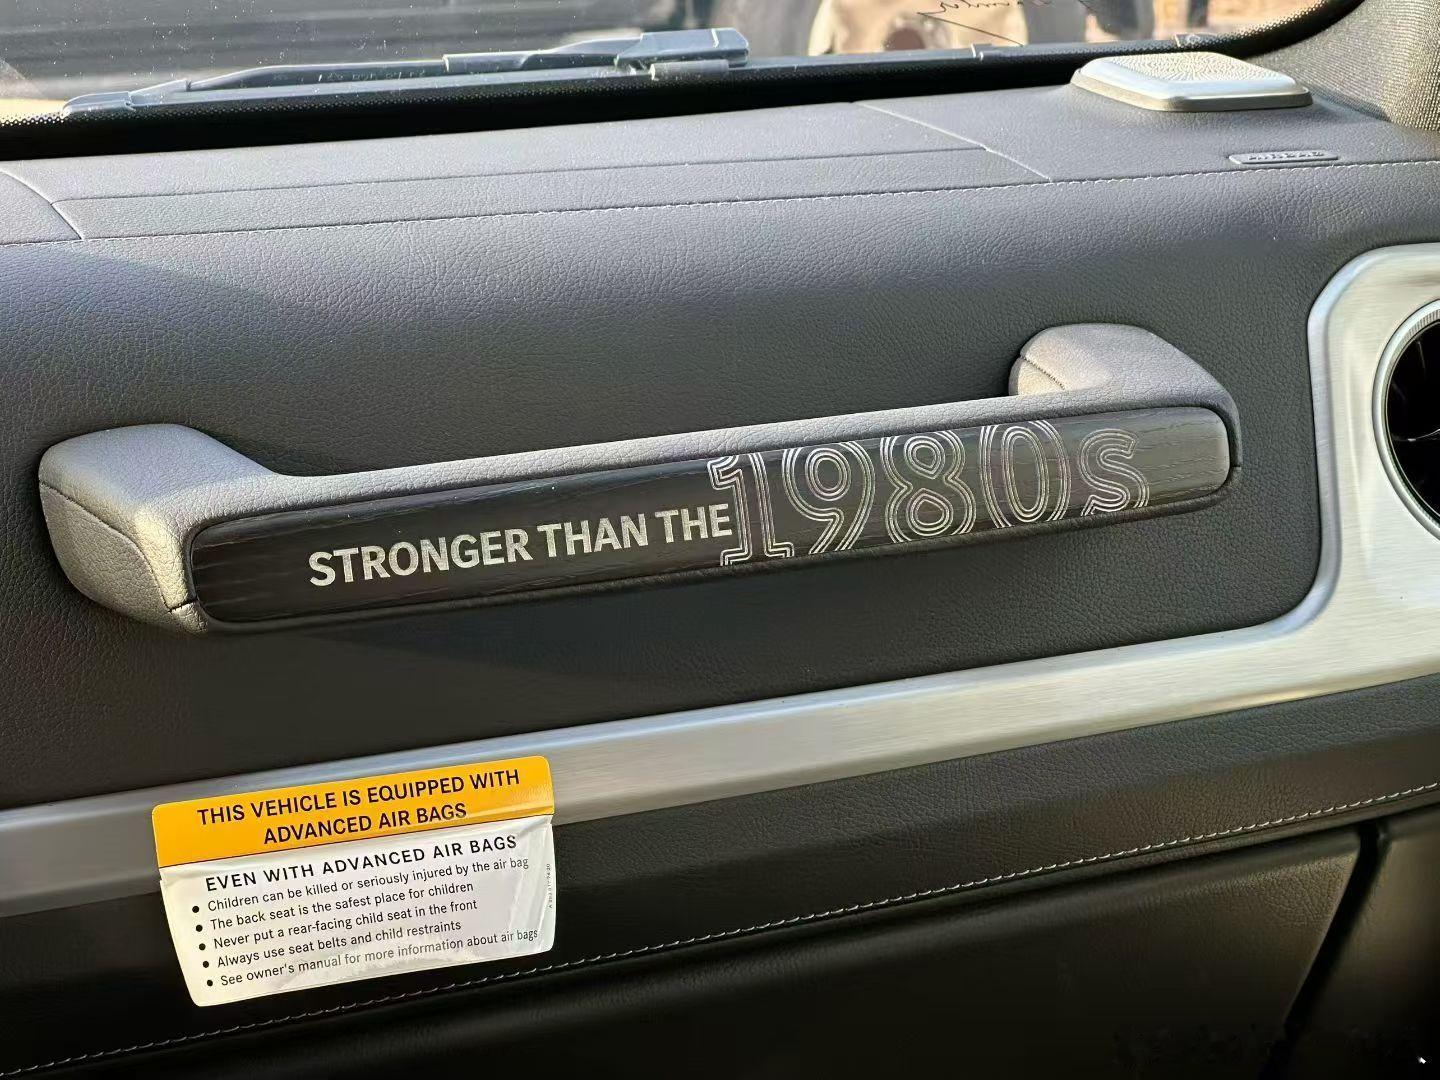 STRONGER THAN THE 1980s
THIS VEHICLE IS EQUIPPED WITH
ADVANCED AIR BAGS
EVEN WITH ADVANCED AIR BAGS
• Children can be killed or seriously injured by the air bag
• The back seat is the safest place for children
• Never put a rear-facing child seat in the front
• Always use seat belts and child restraints
• See owner's manual for more information about air bags